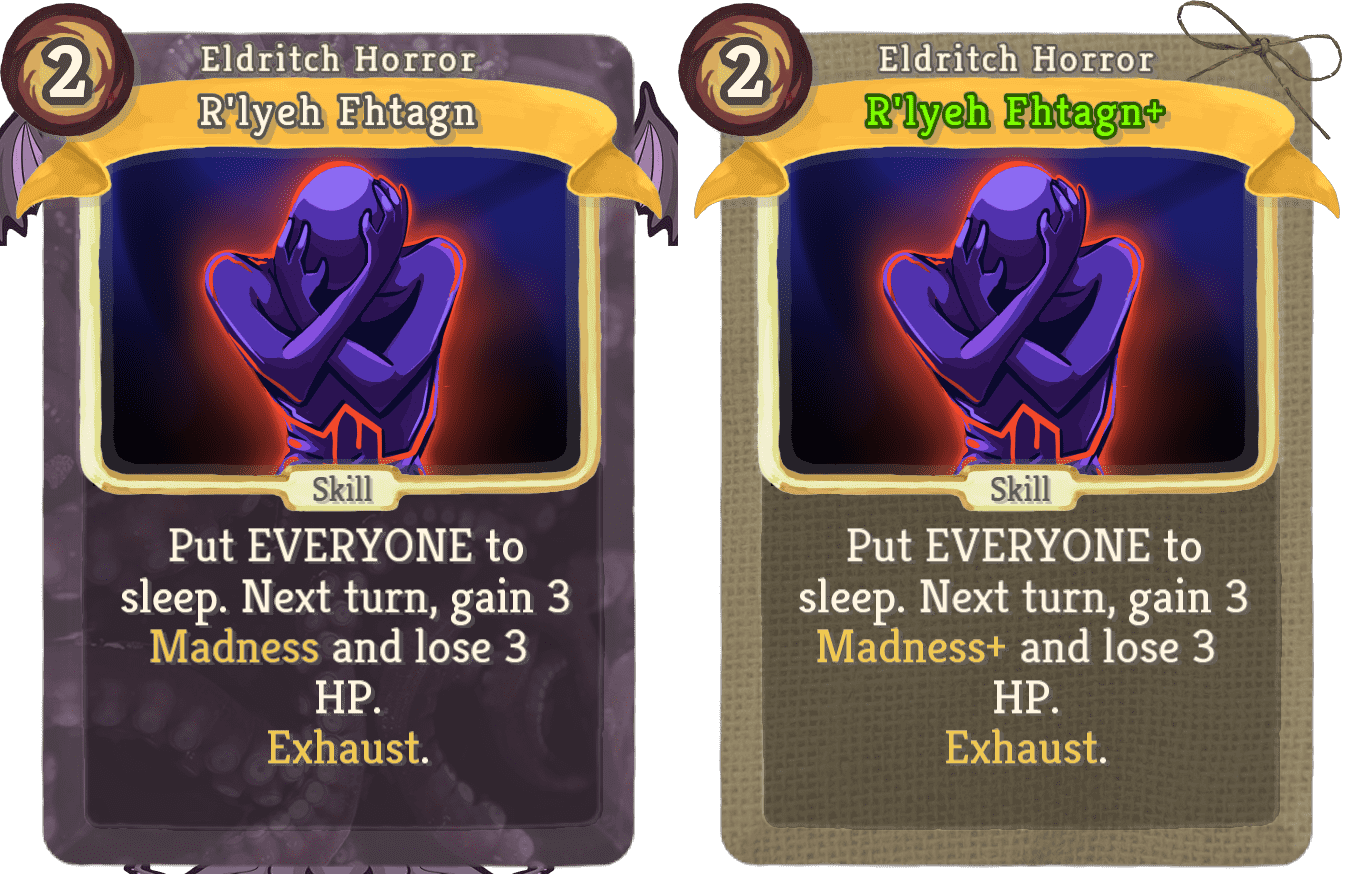 2
Eldritch Horror
R'lyeh Fhtagn
Skill
Put EVERYONE to
sleep. Next turn, gain 3
Madness and lose 3
HP.
Exhaust.
2
Eldritch Horror
R'lyeh Fhtagn+
Skill
Put EVERYONE to
sleep. Next turn, gain 3
Madness+ and lose 3
HP.
Exhaust.